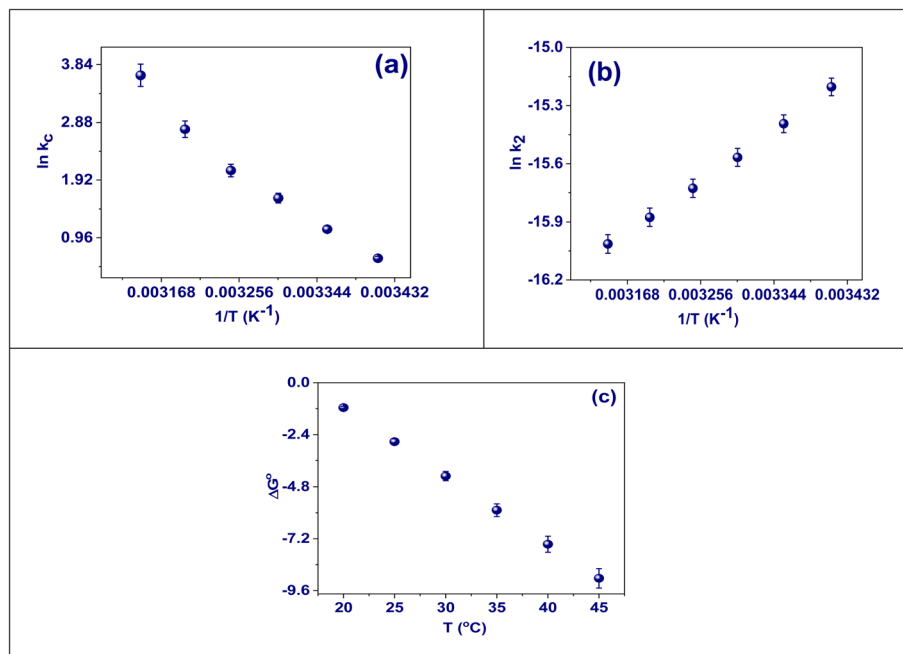 (a)
ln k_c
3.84
2.88
1.92
0.96
0.003168 0.003256 0.003344 0.003432
1/T (K⁻¹)
(b)
ln k₂
-15.0
-15.3
-15.6
-15.9
-16.2
0.003168 0.003256 0.003344 0.003432
1/T (K⁻¹)
(c)
ΔG°
0.0
-2.4
-4.8
-7.2
-9.6
20 25 30 35 40 45
T (°C)